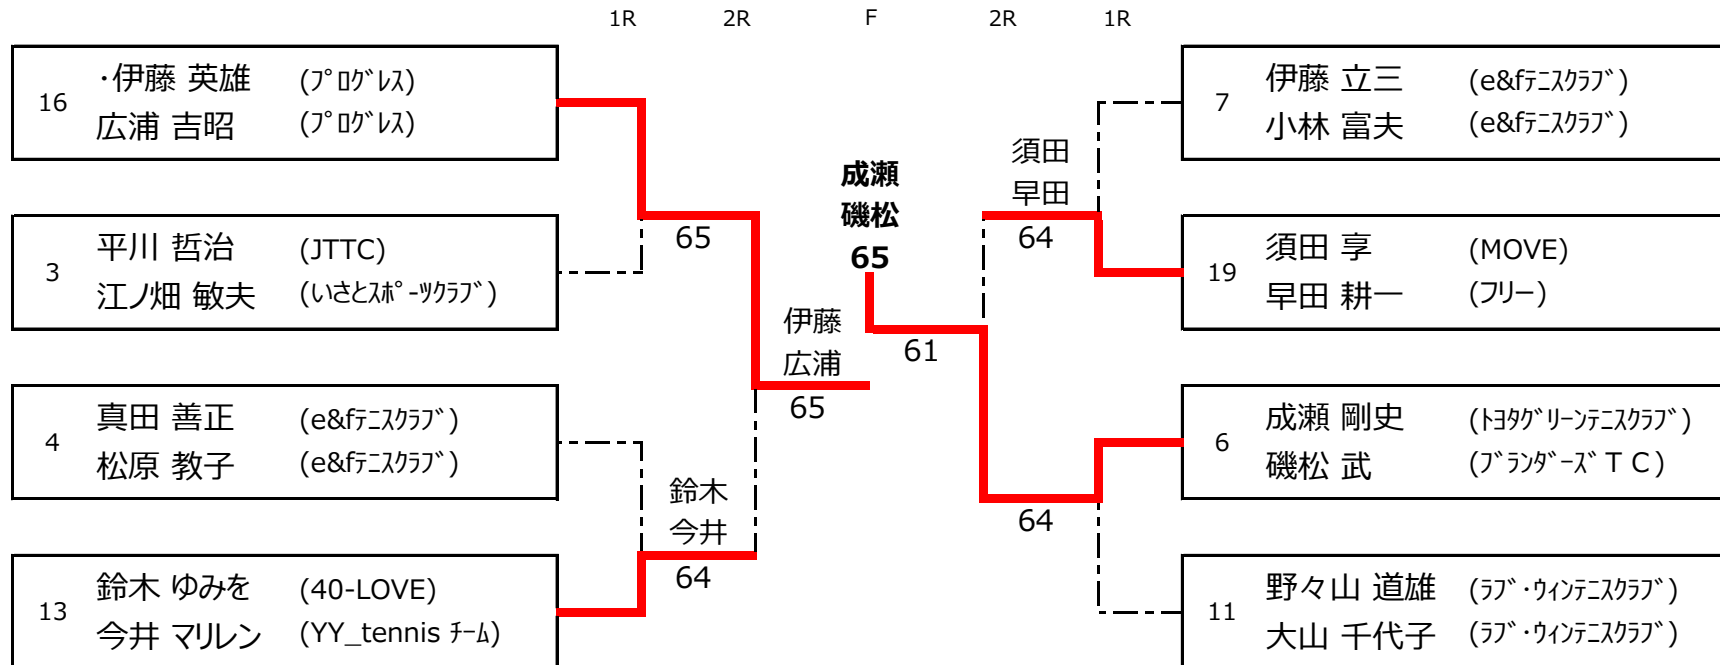 1R 2R F 2R 1R
16 ・伊藤 英雄 (ﾌﾟﾛｸﾞﾚｽ)
広浦 吉昭 (ﾌﾟﾛｸﾞﾚｽ)
3 平川 哲治 (JTTC)
江ノ畑 敏夫 (いさとｽﾎﾟｰﾂｸﾗﾌﾞ)
4 真田 善正 (e&fﾃﾆｽｸﾗﾌﾞ)
松原 教子 (e&fﾃﾆｽｸﾗﾌﾞ)
13 鈴木 ゆみを (40-LOVE)
今井 マリレン (YY_tennis ﾁｰﾑ)
65
鈴木
今井
64
伊藤
広浦
65
成瀬
磯松
65
61
須田
早田
64
64
7 伊藤 立三 (e&fﾃﾆｽｸﾗﾌﾞ)
小林 富夫 (e&fﾃﾆｽｸﾗﾌﾞ)
19 須田 享 (MOVE)
早田 耕一 (フリー)
6 成瀬 剛史 (ﾄﾖﾀｸﾞﾘｰﾝﾃﾆｽｸﾗﾌﾞ)
磯松 武 (ﾌﾞﾗﾝﾀﾞｰｽﾞＴＣ)
11 野々山 道雄 (ﾗﾌﾞ･ｳｨﾝﾃﾆｽｸﾗﾌﾞ)
大山 千代子 (ﾗﾌﾞ･ｳｨﾝﾃﾆｽｸﾗﾌﾞ)